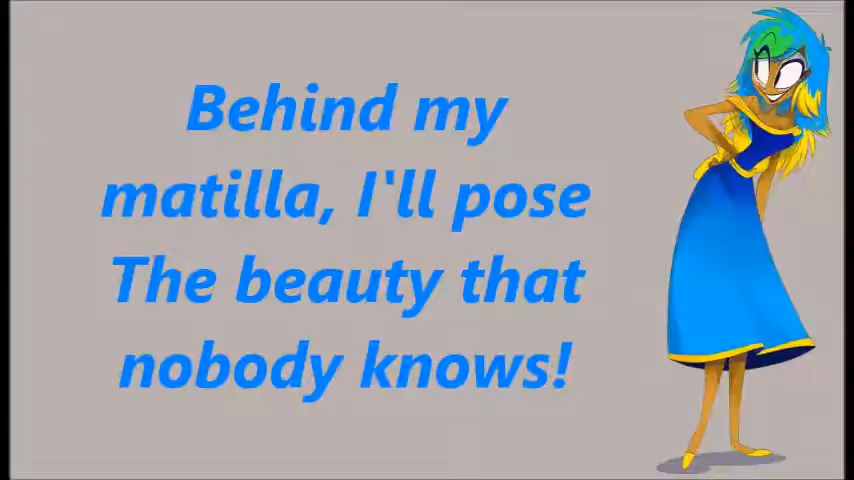 Behind my
matilla, I'll pose
The beauty that
nobody knows!